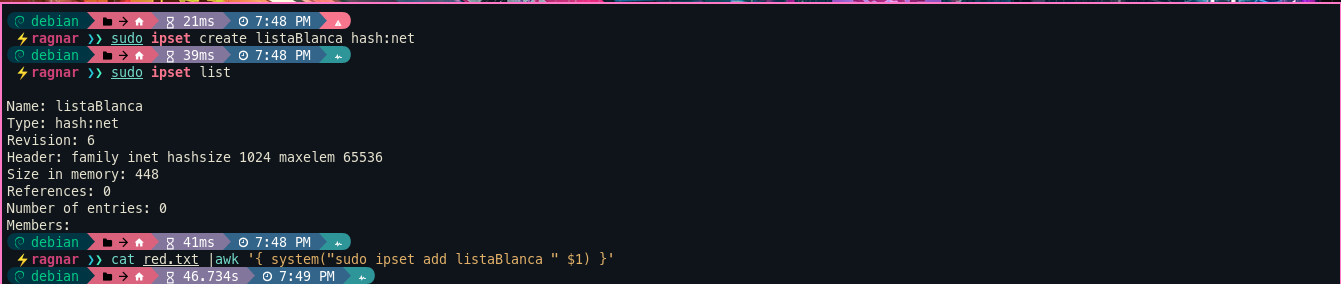 debian 21ms 7:48 PM
ragnar ❯❯ sudo ipset create listaBlanca hash:net
debian 39ms 7:48 PM
ragnar ❯❯ sudo ipset list
Name: listaBlanca
Type: hash:net
Revision: 6
Header: family inet hashsize 1024 maxelem 65536
Size in memory: 448
References: 0
Number of entries: 0
Members:
debian 41ms 7:48 PM
ragnar ❯❯ cat red.txt |awk '{ system("sudo ipset add listaBlanca " $1) }'
debian 46.734s 7:49 PM